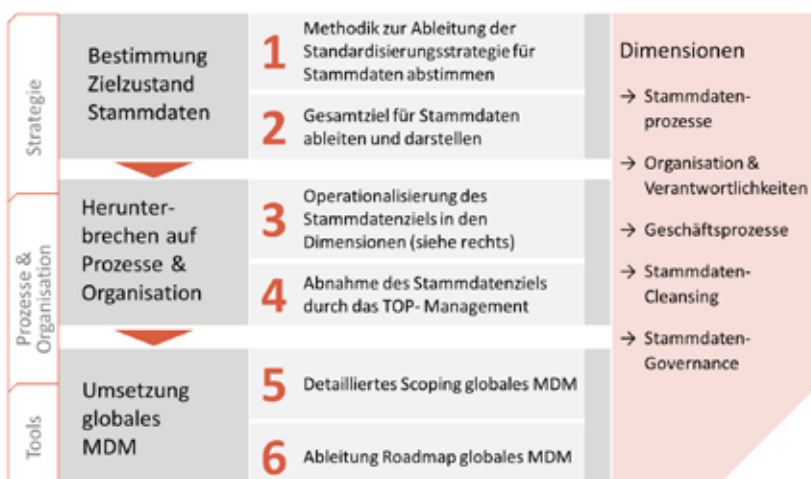 Strategie
Bestimmung
Zielzustand
Stammdaten
1
Methodik zur Ableitung der
Standardisierungsstrategie für
Stammdaten abstimmen
2
Gesamtziel für Stammdaten
ableiten und darstellen
Prozesse &
Organisation
Herunter-
brechen auf
Prozesse &
Organisation
3
Operationalisierung des
Stammdatenziels in den
Dimensionen (siehe rechts)
4
Abnahme des Stammdatenziels
durch das TOP- Management
Tools
Umsetzung
globales
MDM
5
Detailliertes Scoping globales MDM
6
Ableitung Roadmap globales MDM
Dimensionen
→ Stammdaten-
prozesse
→ Organisation &
Verantwortlichkeiten
→ Geschäftsprozesse
→ Stammdaten-
Cleansing
→ Stammdaten-
Governance